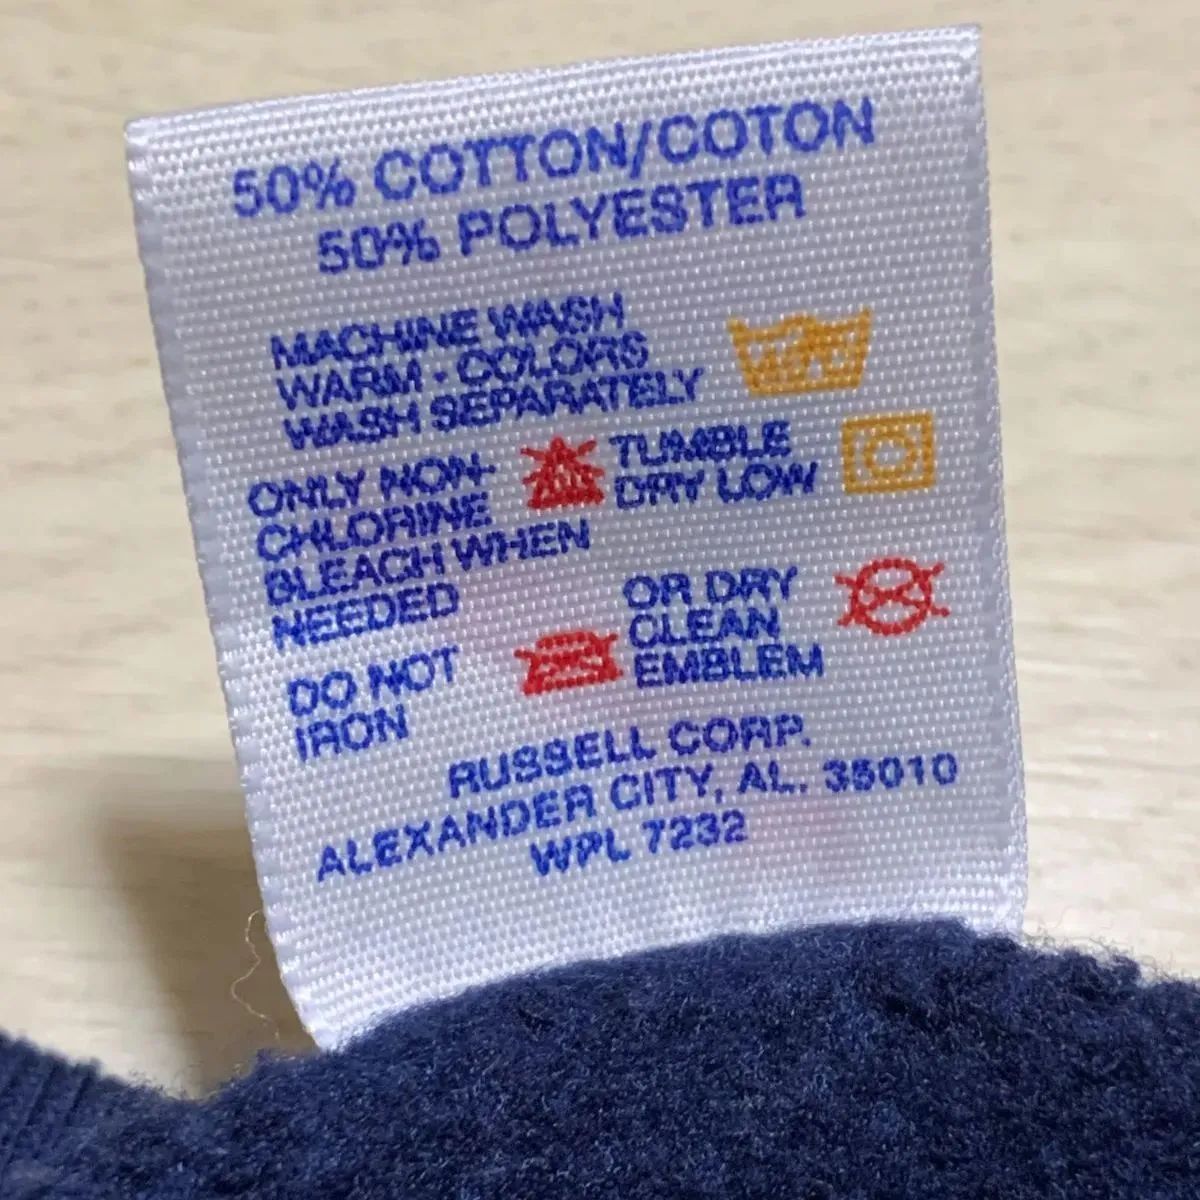 50% COTTON/COTON
50% POLYESTER
MACHINE WASH
WARM - COLORS
WASH SEPARATELY
ONLY NON-
CHLORINE
BLEACH WHEN
NEEDED
TUMBLE
DRY LOW
DO NOT
IRON
OR DRY
CLEAN
EMBLEM
RUSSELL CORP.
ALEXANDER CITY, AL. 35010
WPL 7232